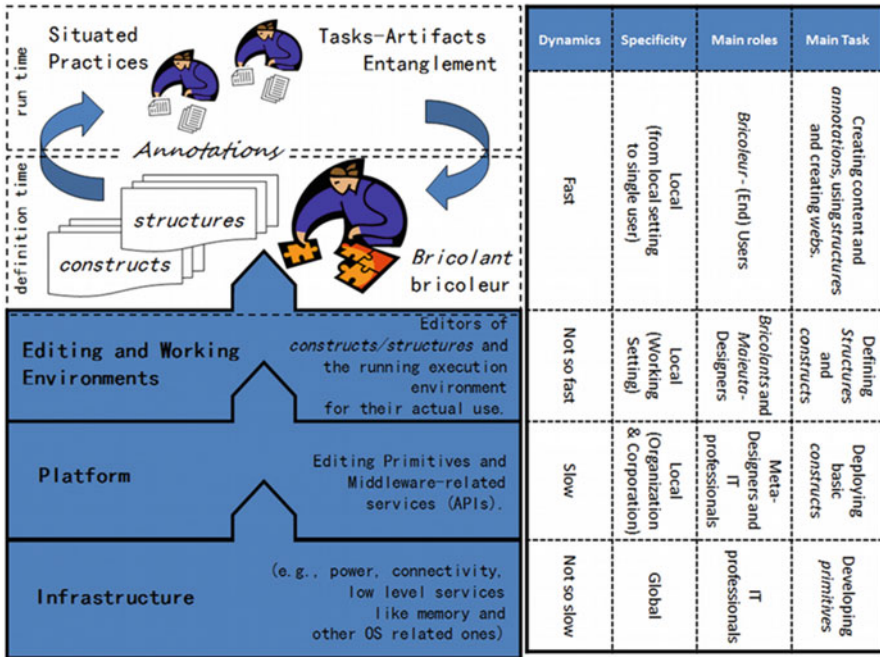 run time
Situated
Practices
Tasks-Artifacts
Entanglement
definition time
Annotations
structures
constructs
Bricolant
bricoleur
Editing and Working
Environments
Editors of
constructs/structures and
the running execution
environment
for their actual use.
Platform
Editing Primitives and
Middleware-related
services (APIs).
Infrastructure
(e.g., power, connectivity,
low level services
like memory and
other OS related ones)
Dynamics
Specificity
Main roles
Main Task
Fast
Local
(from local setting
to single user)
Bricoleur - (End) Users
Creating content and
annotations, using structures
and creating webs.
Not so fast
Local
(Working
Setting)
Bricolants and
Maieuta-
Designers
Defining
Structures
and
constructs
Slow
Local
(Organization
& Corporation)
Meta-
Designers and
IT
professionals
Deploying
basic
constructs
Not so slow
Global
IT
professionals
Developing
primitives